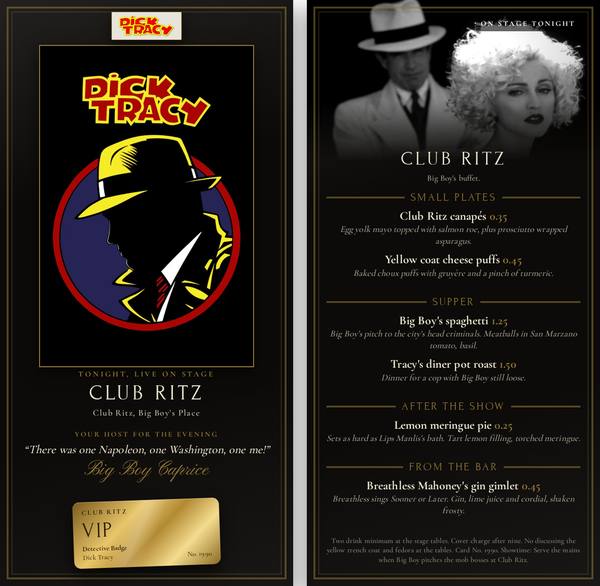 DICK
TRACY
DICK
TRACY
TONIGHT, LIVE ON STAGE
CLUB RITZ
Club Ritz, Big Boy's Place
YOUR HOST FOR THE EVENING
“There was one Napoleon, one Washington, one me!”
Big Boy Caprice
CLUB RITZ
VIP
Detective Badge
Dick Tracy
No. 1990
ON STAGE TONIGHT
CLUB RITZ
Big Boy's buffet.
SMALL PLATES
Club Ritz canapés 0.35
Egg yolk mayo topped with salmon roe, plus prosciutto wrapped
asparagus.
Yellow coat cheese puffs 0.45
Baked choux puffs with gruyère and a pinch of turmeric.
SUPPER
Big Boy's spaghetti 1.25
Big Boy's pitch to the city's head criminals. Meatballs in San Marzano
tomato, basil.
Tracy's diner pot roast 1.50
Dinner for a cop with Big Boy still loose.
AFTER THE SHOW
Lemon meringue pie 0.25
Sets as hard as Lips Manlis's bath. Tart lemon filling, torched meringue.
FROM THE BAR
Breathless Mahoney's gin gimlet 0.45
Breathless sings Sooner or Later. Gin, lime juice and cordial, shaken
frosty.
Two drink minimum at the stage tables. Cover charge after nine. No discussing the
yellow trench coat and fedora at the tables. Card No. 1990. Showtime: Serve the mains
when Big Boy pitches the mob bosses at Club Ritz.